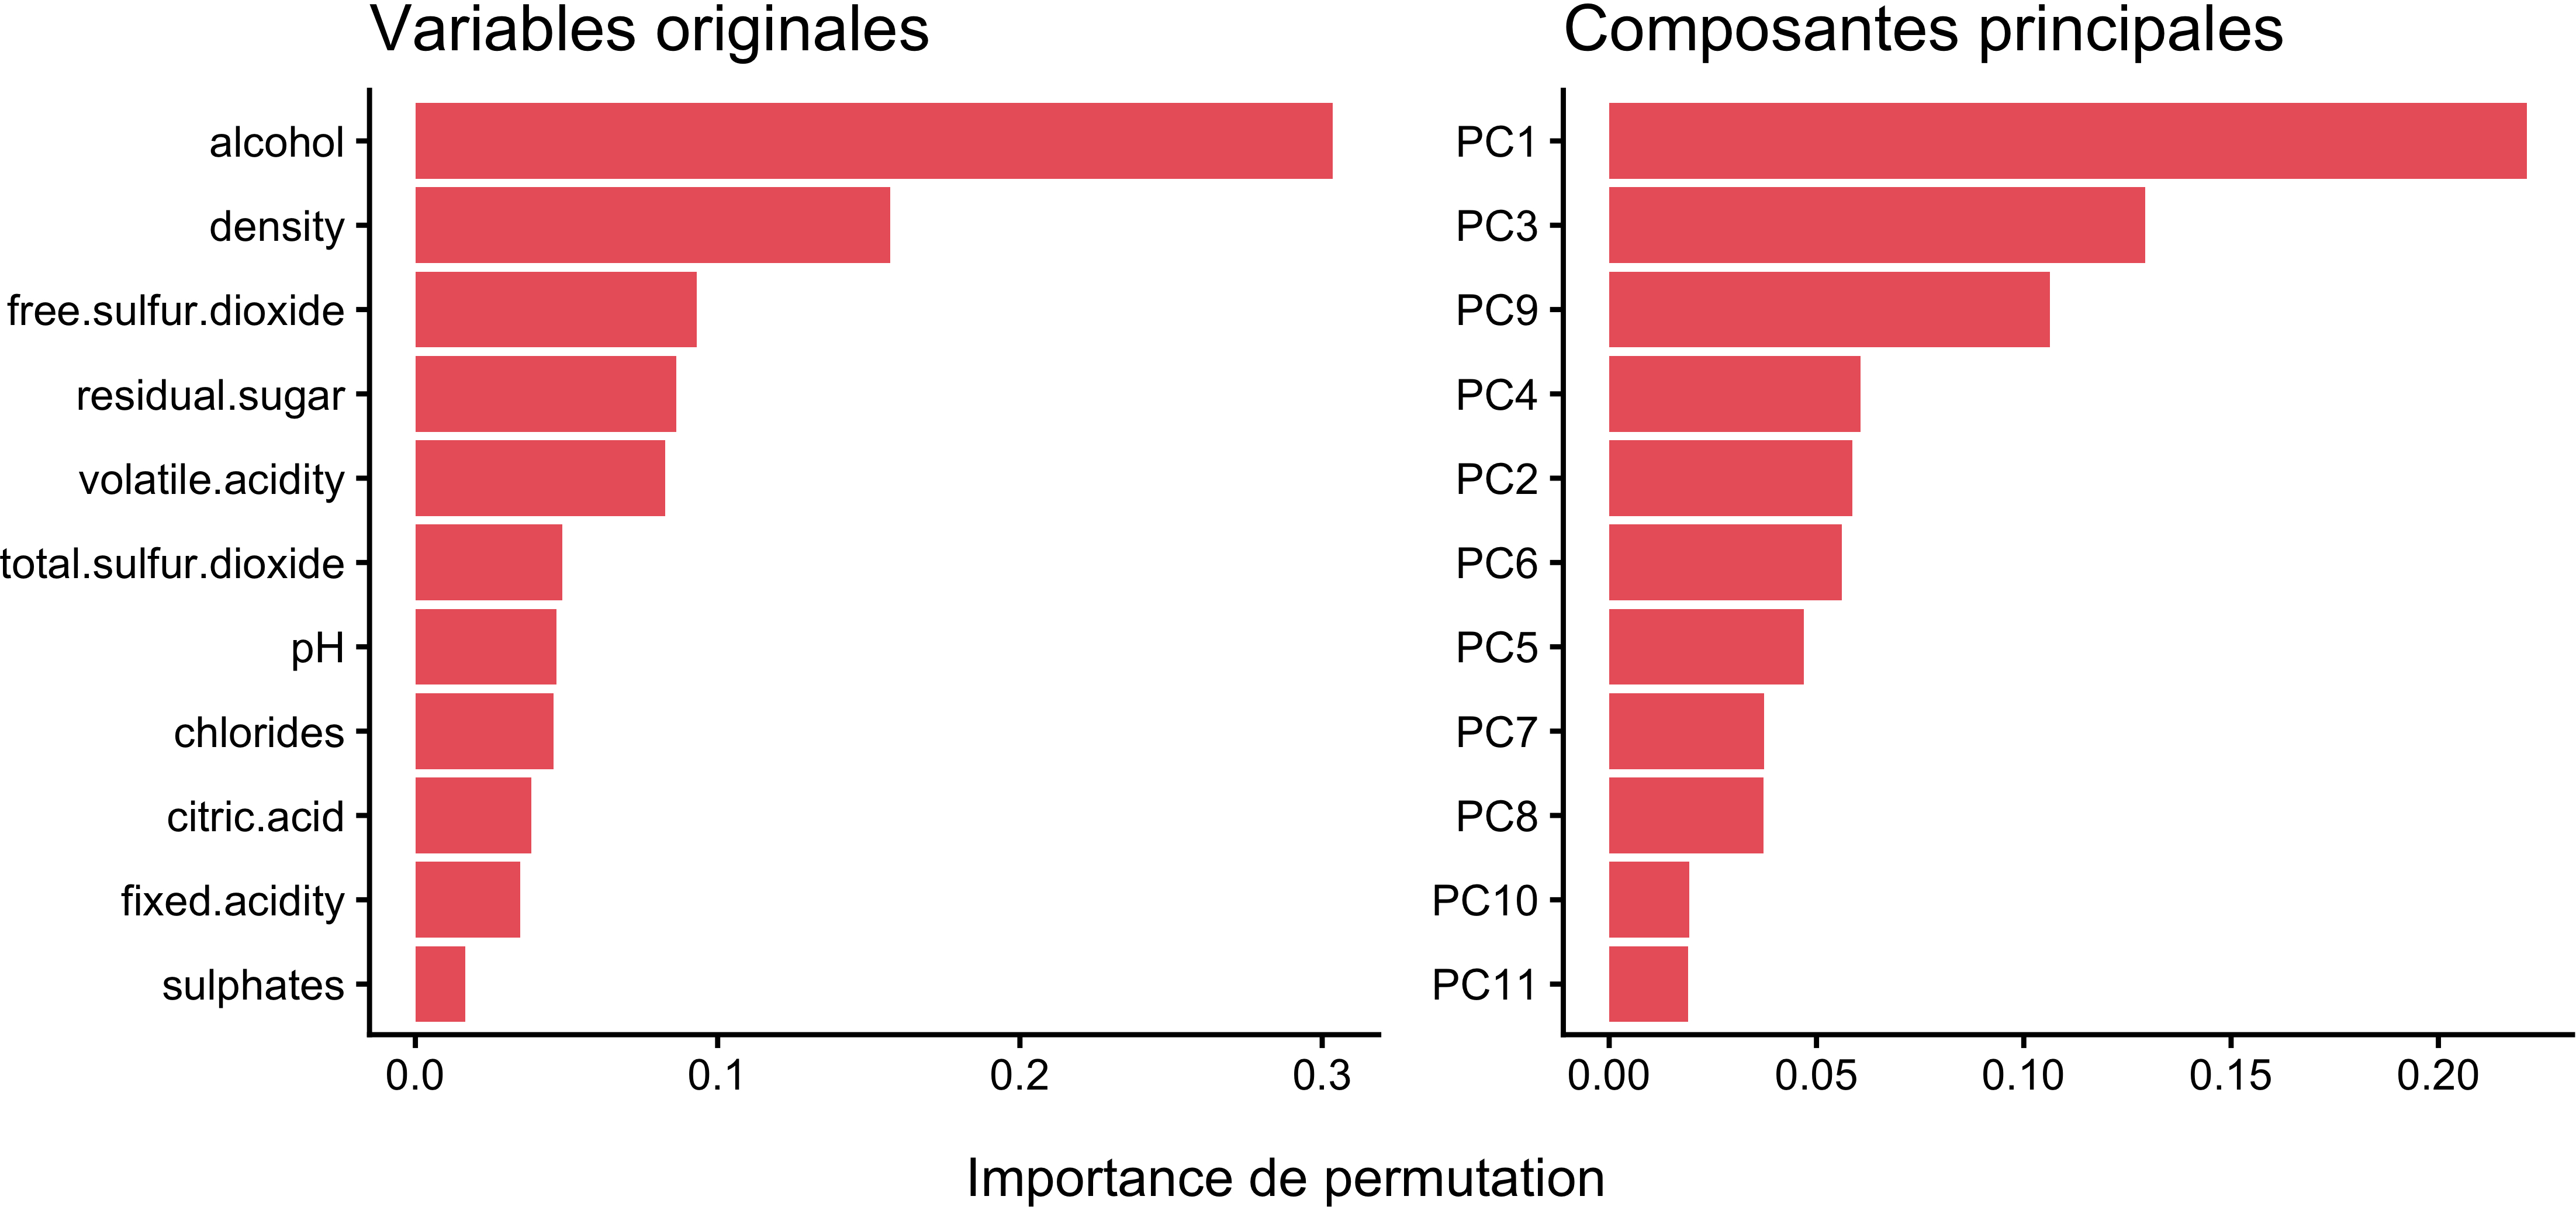 Variables originales
alcohol
density
free.sulfur.dioxide
residual.sugar
volatile.acidity
total.sulfur.dioxide
pH
chlorides
citric.acid
fixed.acidity
sulphates
0.0 0.1 0.2 0.3
Composantes principales
PC1
PC3
PC9
PC4
PC2
PC6
PC5
PC7
PC8
PC10
PC11
0.00 0.05 0.10 0.15 0.20
Importance de permutation